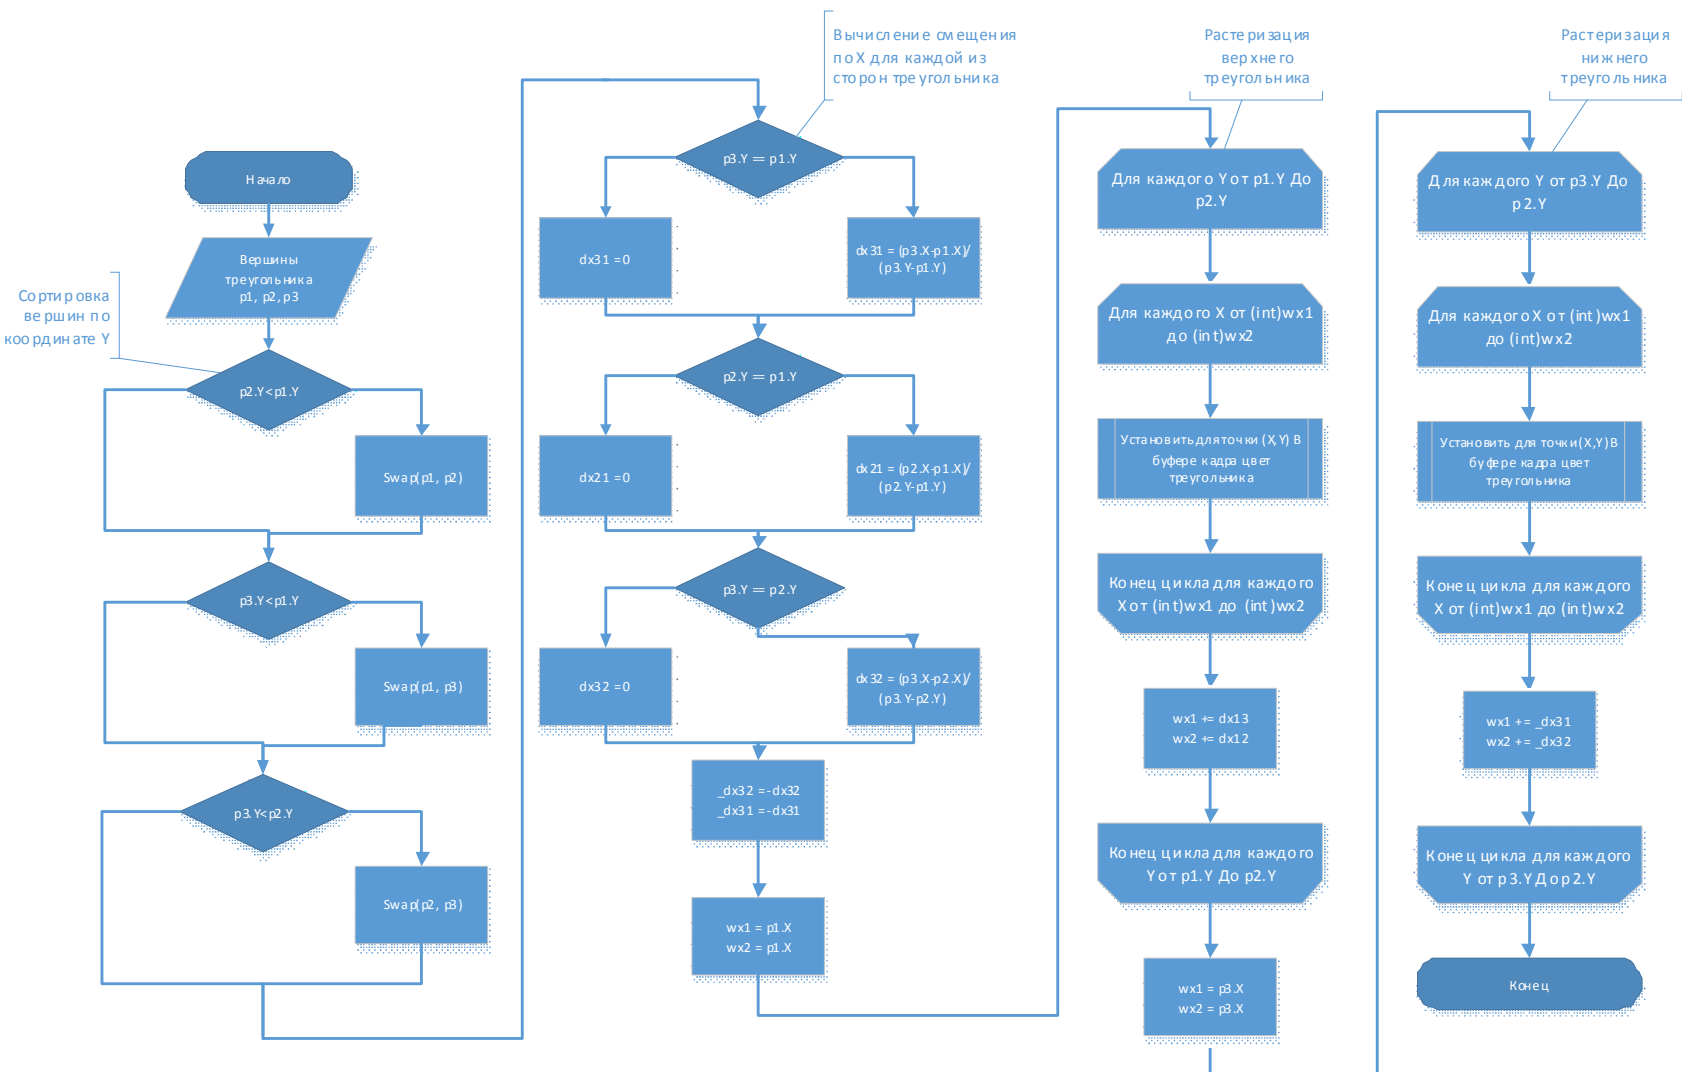 Начало
Вершины
треугольника
p1, p2, p3
Сортировка
вершин по
координате Y
p2.Y<p1.Y
Swap(p1, p2)
p3.Y<p1.Y
Swap(p1, p3)
p3.Y<p2.Y
Swap(p2, p3)
Вычисление смещения
по X для каждой из
сторон треугольника
p3.Y == p1.Y
dx31 =0
dx31 = (p3.X-p1.X)/
(p3.Y-p1.Y)
p2.Y == p1.Y
dx21 =0
dx21 = (p2.X-p1.X)/
(p2.Y-p1.Y)
p3.Y == p2.Y
dx32 =0
dx32 = (p3.X-p2.X)/
(p3.Y-p2.Y)
_dx32 =-dx32
_dx31 =-dx31
wx1 = p1.X
wx2 = p1.X
Растеризация
верхнего
треугольника
Для каждого Y от p1.Y До
p2.Y
Для каждого X от (int)wx1
до (int)wx2
Установить для точки (X,Y) В
буфере кадра цвет
треугольника
Конец цикла для каждого
X от (int)wx1 до (int)wx2
wx1 += dx13
wx2 += dx12
Конец цикла для каждого
Y от p1.Y До p2.Y
wx1 = p3.X
wx2 = p3.X
Растеризация
нижнего
треугольника
Для каждого Y от p3.Y До
p2.Y
Для каждого X от (int)wx1
до (int)wx2
Установить для точки (X,Y) В
буфере кадра цвет
треугольника
Конец цикла для каждого
X от (int)wx1 до (int)wx2
wx1 += _dx31
wx2 += _dx32
Конец цикла для каждого
Y от p3.Y До p2.Y
Конец